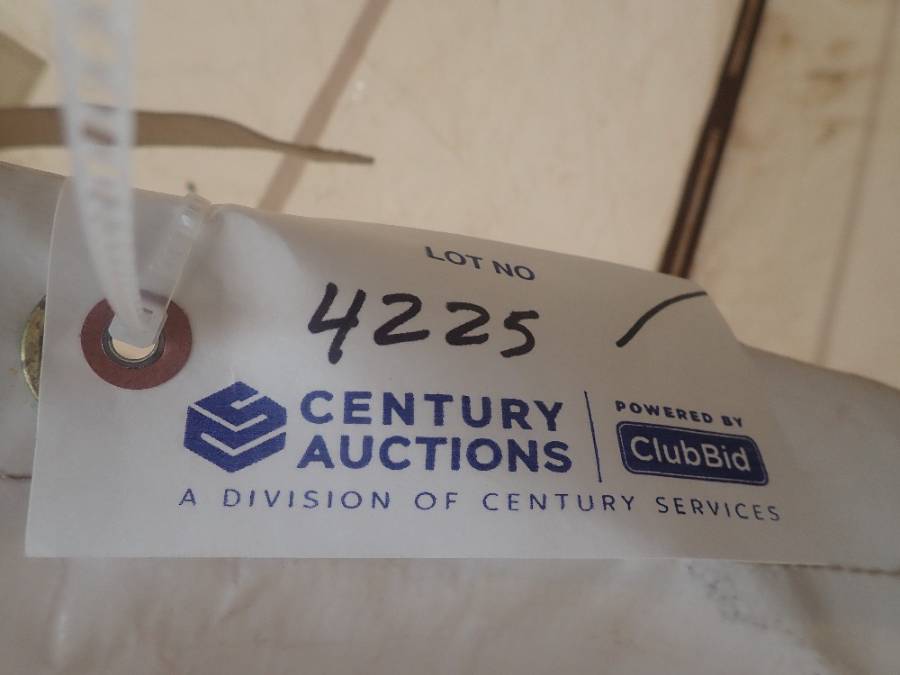 LOT NO
4225
CENTURY
AUCTIONS
POWERED BY
ClubBid
A DIVISION OF CENTURY SERVICES